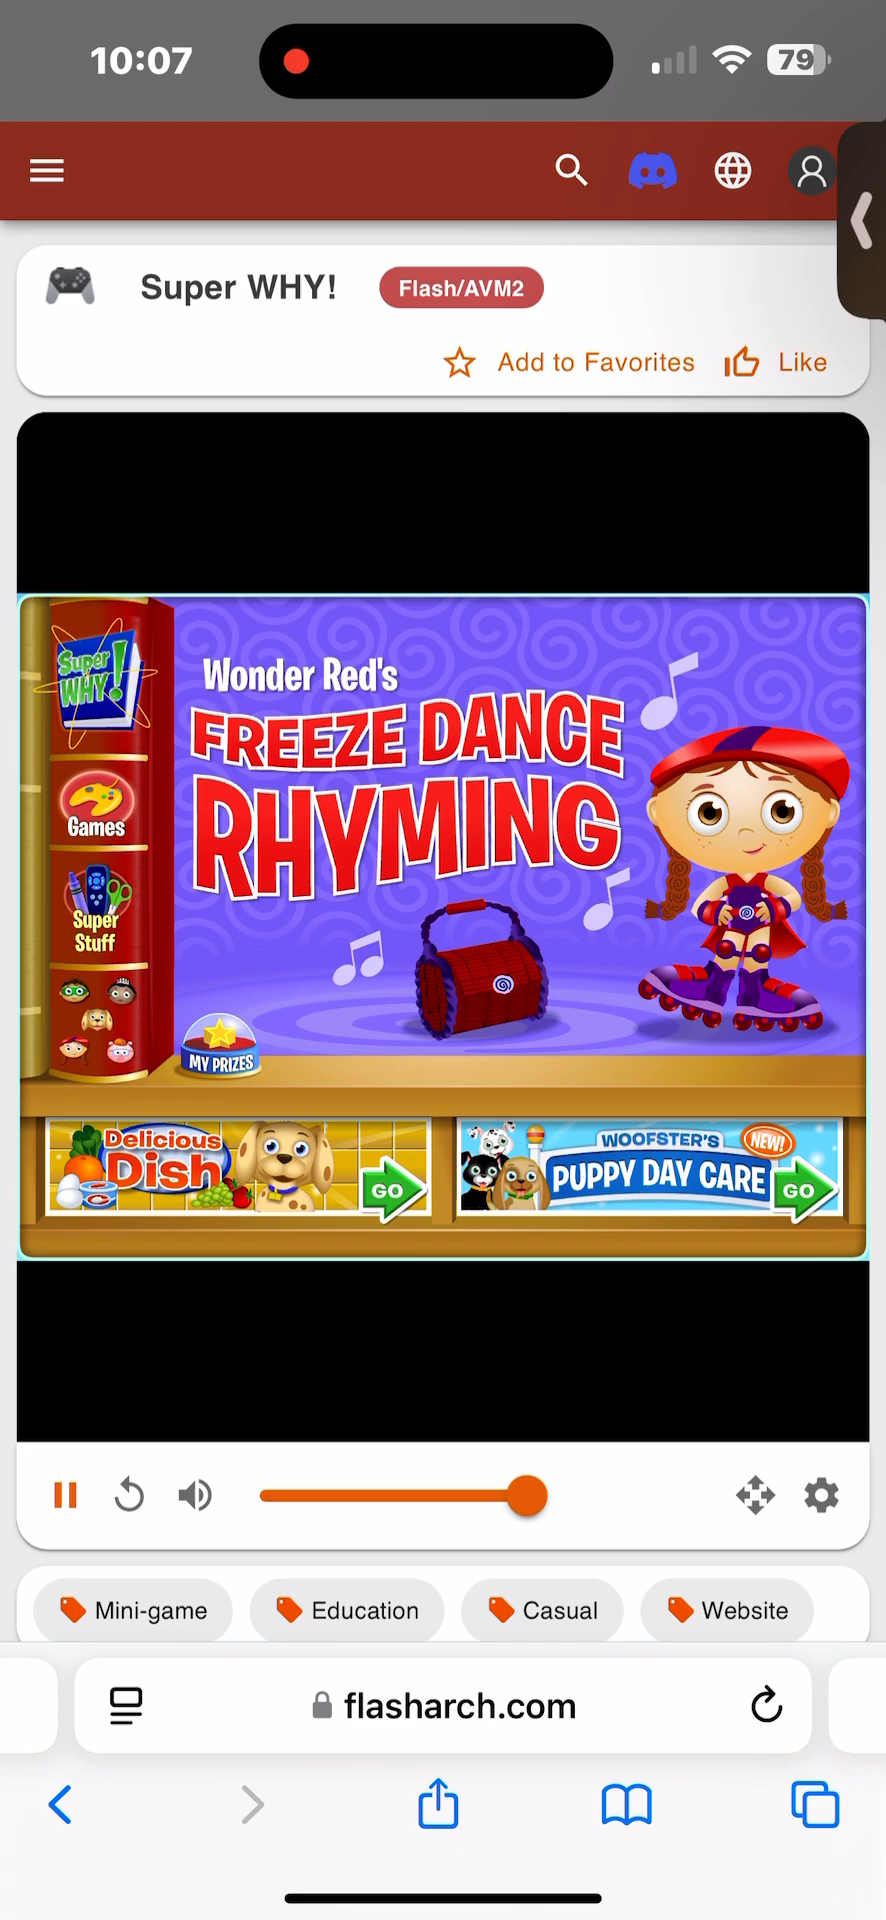 10:07
79
Super WHY!
Flash/AVM2
Add to Favorites
Like
Super
WHY!
Wonder Red's
FREEZE DANCE
RHYMING
Games
Super
Stuff
MY PRIZES
Delicious
Dish
GO
WOOFSTER'S
NEW!
PUPPY DAY CARE
GO
Mini-game
Education
Casual
Website
flasharch.com